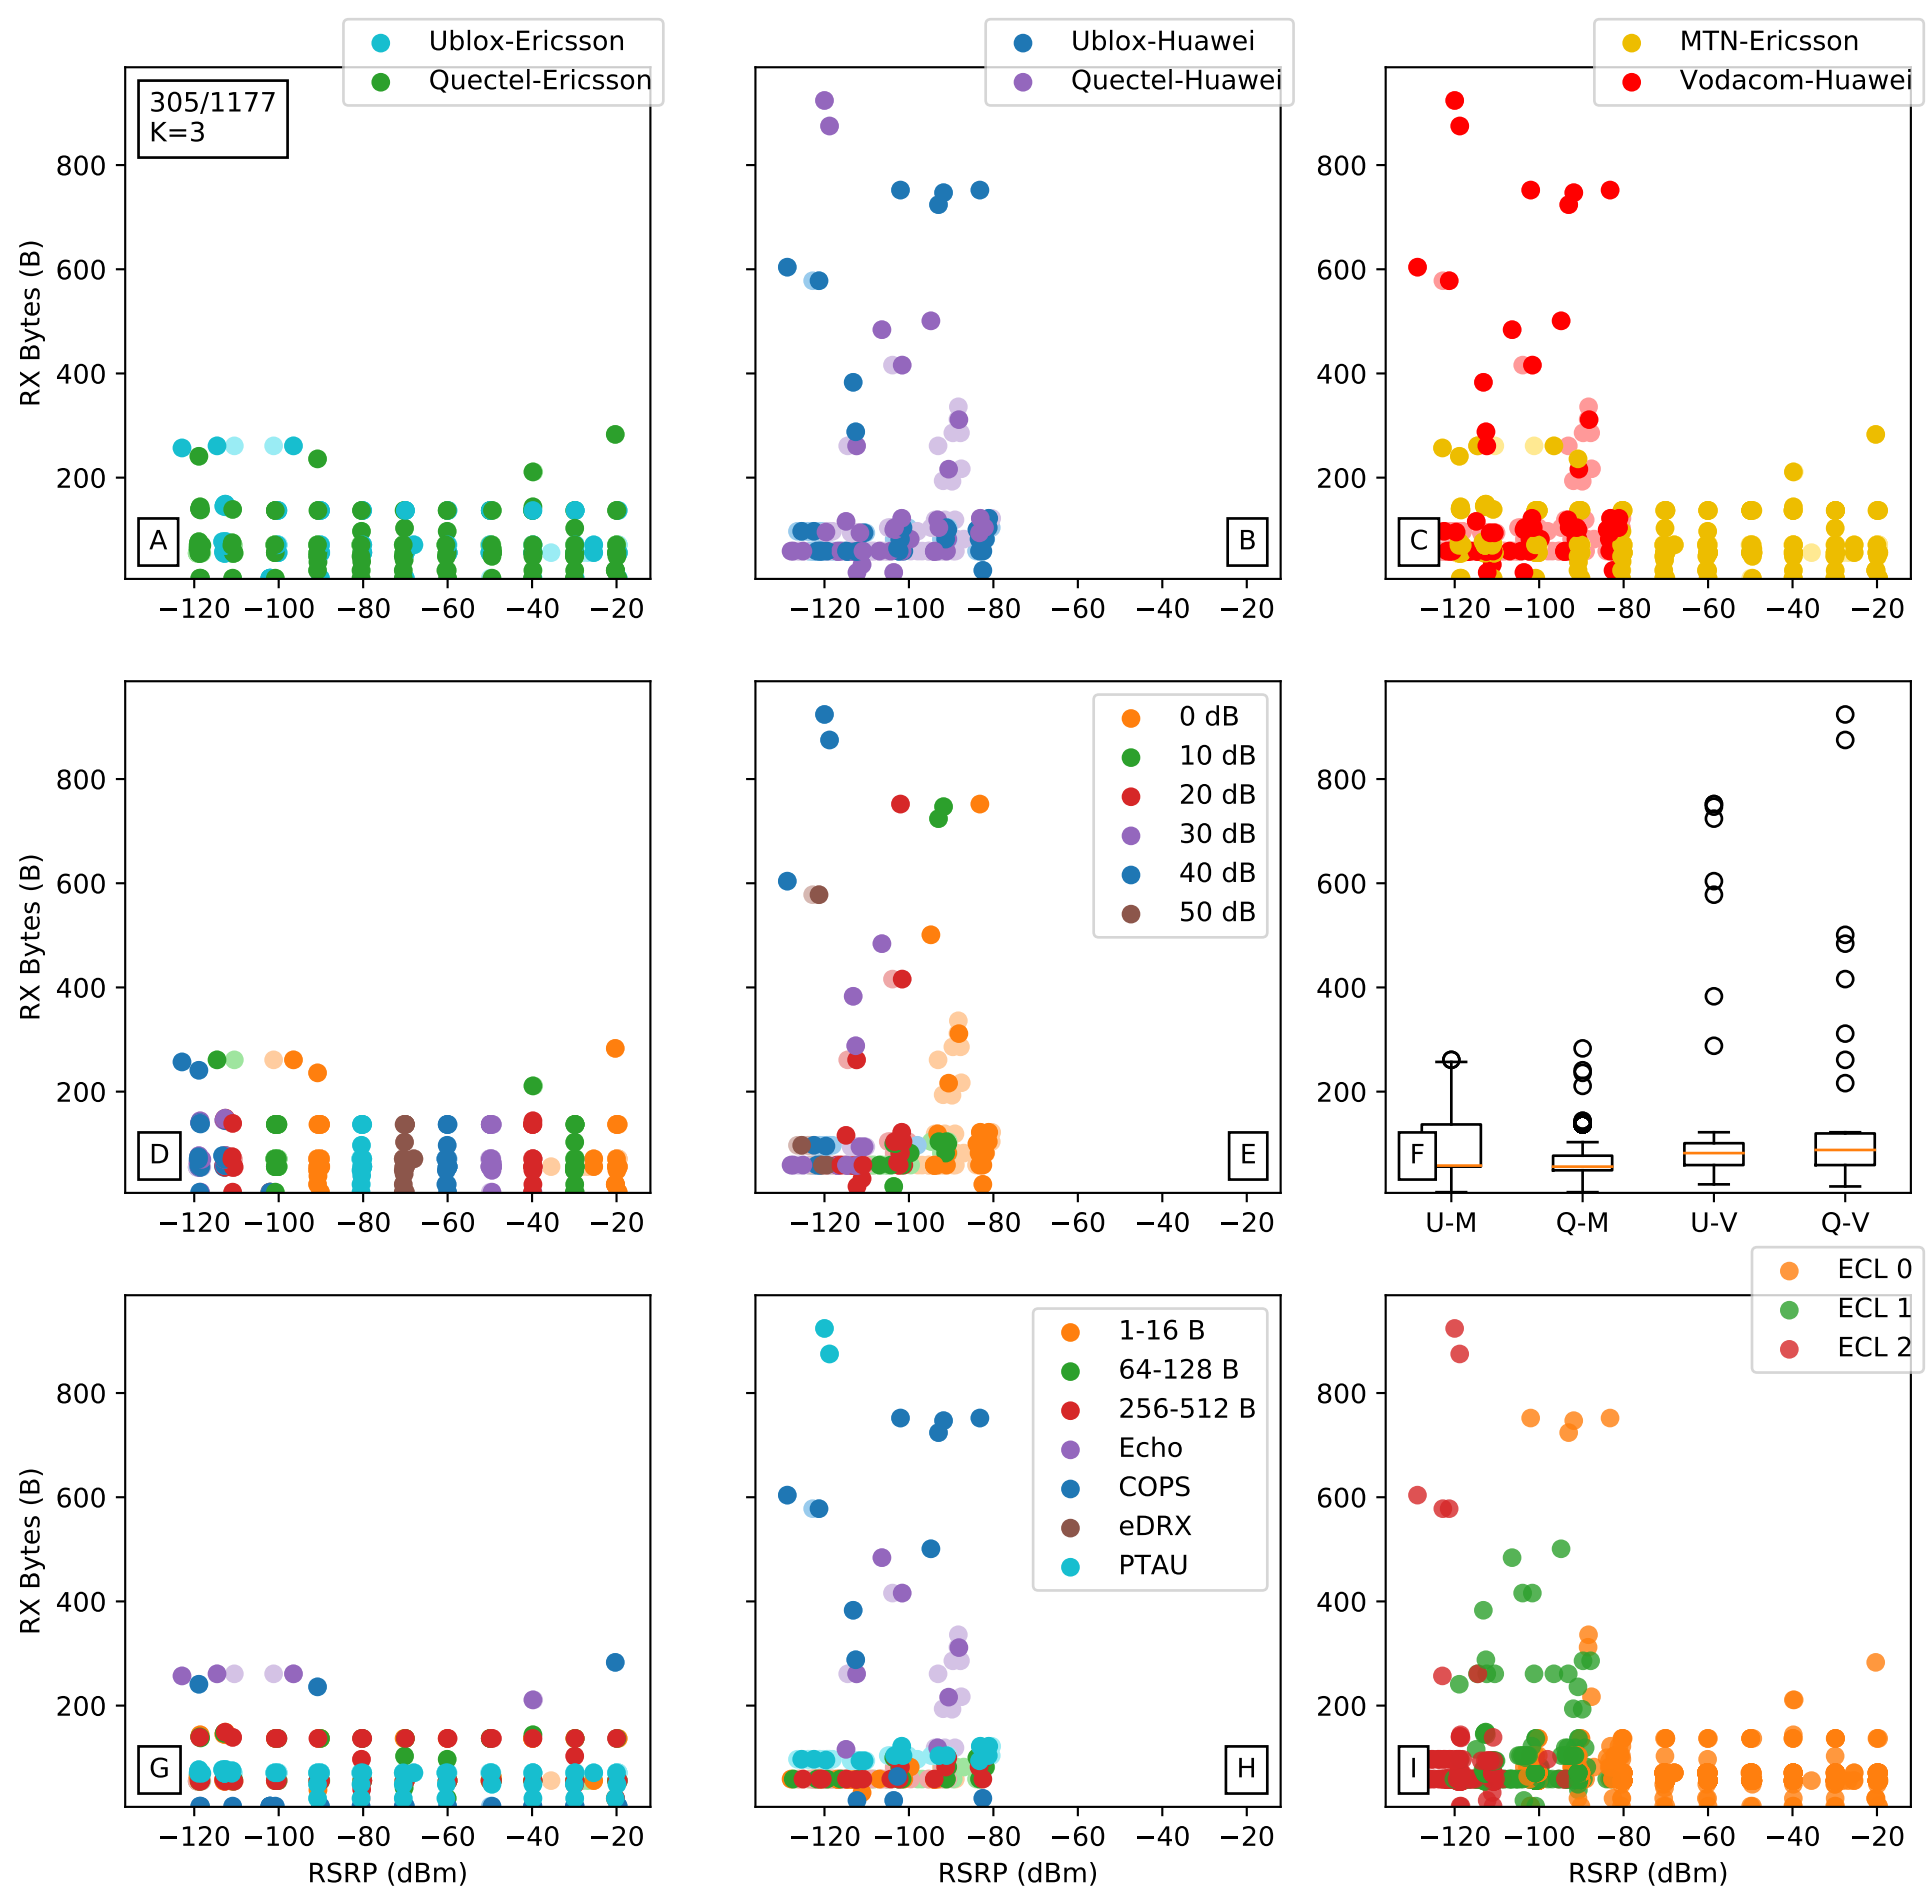 Ublox-Ericsson
Quectel-Ericsson
Ublox-Huawei
Quectel-Huawei
MTN-Ericsson
Vodacom-Huawei
305/1177
K=3
RX Bytes (B)
800
600
400
200
A
−120 −100 −80 −60 −40 −20
B
−120 −100 −80 −60 −40 −20
800
600
400
200
C
−120 −100 −80 −60 −40 −20
RX Bytes (B)
800
600
400
200
D
−120 −100 −80 −60 −40 −20
0 dB
10 dB
20 dB
30 dB
40 dB
50 dB
E
−120 −100 −80 −60 −40 −20
800
600
400
200
F
U-M Q-M U-V Q-V
RX Bytes (B)
800
600
400
200
G
−120 −100 −80 −60 −40 −20
RSRP (dBm)
1-16 B
64-128 B
256-512 B
Echo
COPS
eDRX
PTAU
H
−120 −100 −80 −60 −40 −20
RSRP (dBm)
ECL 0
ECL 1
ECL 2
800
600
400
200
I
−120 −100 −80 −60 −40 −20
RSRP (dBm)